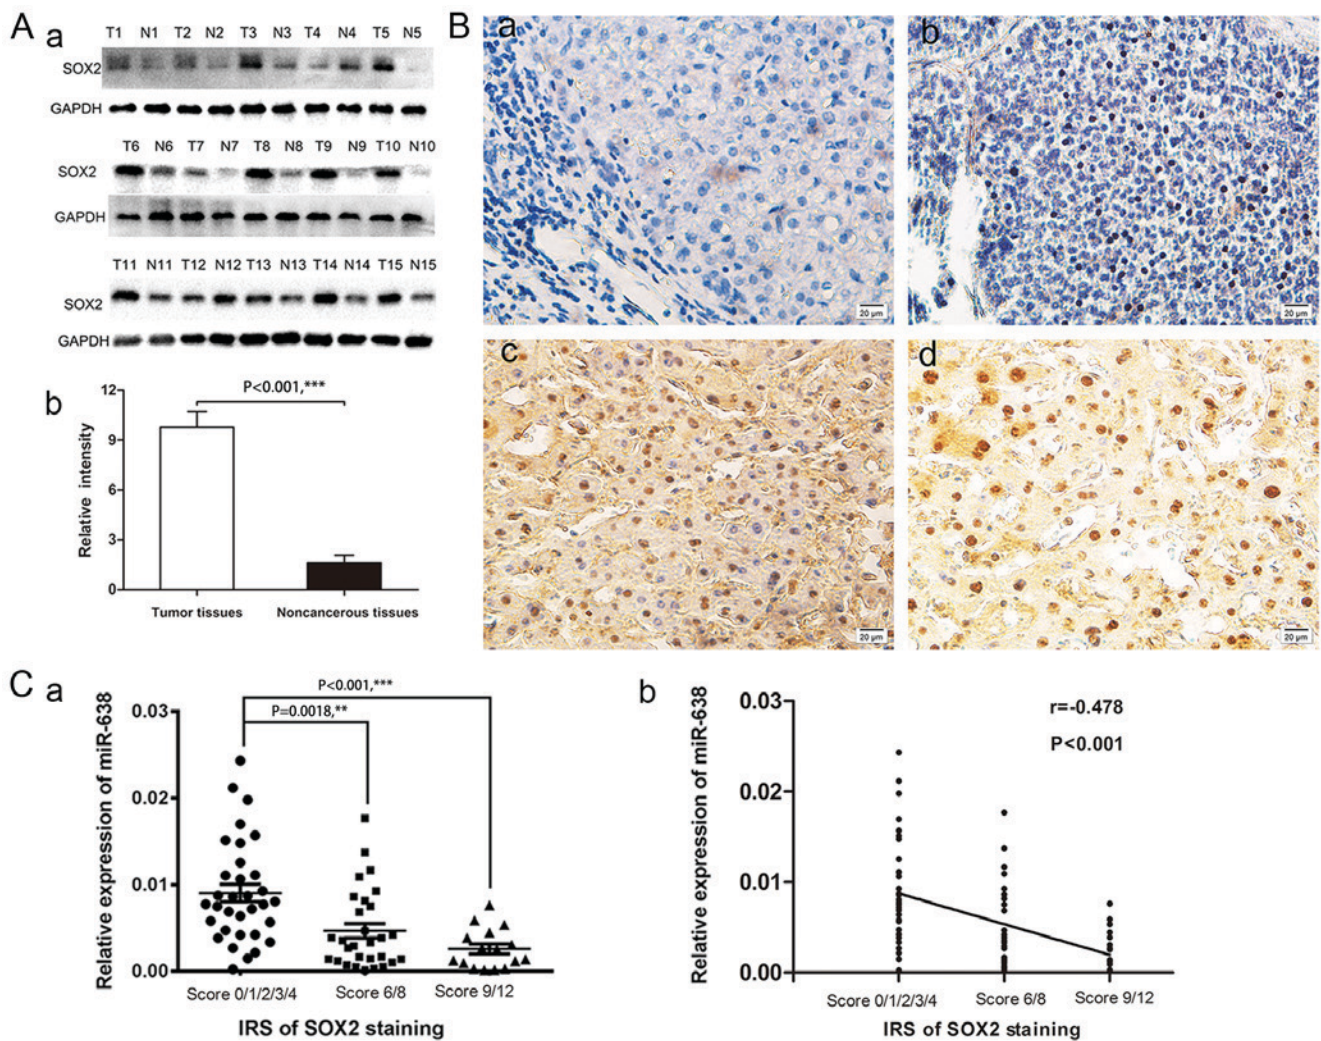 A
a
T1 N1 T2 N2 T3 N3 T4 N4 T5 N5
SOX2
GAPDH
T6 N6 T7 N7 T8 N8 T9 N9 T10 N10
SOX2
GAPDH
T11 N11 T12 N12 T13 N13 T14 N14 T15 N15
SOX2
GAPDH
b
P<0.001,***
Relative intensity
12
9
6
3
0
Tumor tissues Noncancerous tissues
B
a
20 µm
b
20 µm
c
20 µm
d
20 µm
C
a
P<0.001,***
P=0.0018,**
Relative expression of miR-638
0.03
0.02
0.01
0.00
Score 0/1/2/3/4 Score 6/8 Score 9/12
IRS of SOX2 staining
b
r=-0.478
P<0.001
Relative expression of miR-638
0.03
0.02
0.01
0.00
Score 0/1/2/3/4 Score 6/8 Score 9/12
IRS of SOX2 staining